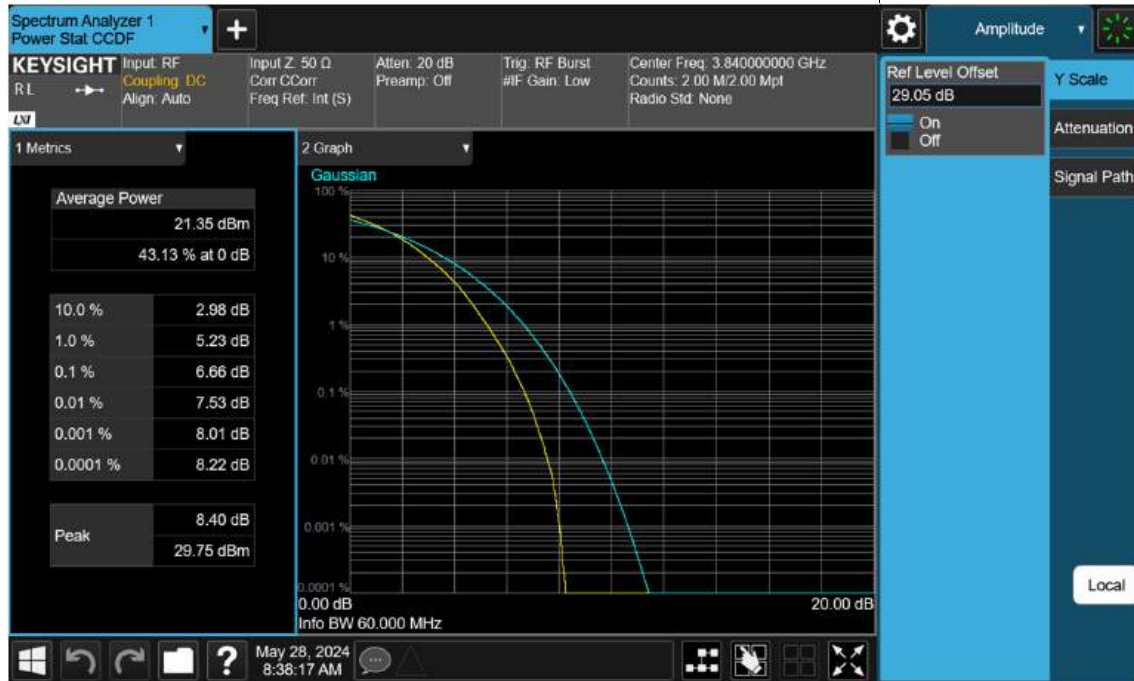 Spectrum Analyzer 1
Power Stat CCDF
+
Amplitude
KEYSIGHT
R L
LXI
Input: RF
Coupling: DC
Align: Auto
Input Z: 50 Ω
Corr CCorr
Freq Ref: Int (S)
Atten: 20 dB
Preamp: Off
Trig: RF Burst
#IF Gain: Low
Center Freq: 3.840000000 GHz
Counts: 2.00 M/2.00 Mpt
Radio Std: None
Ref Level Offset
29.05 dB
On
Off
Y Scale
Attenuation
Signal Path
1 Metrics
Average Power
21.35 dBm
43.13 % at 0 dB
10.0 % 2.98 dB
1.0 % 5.23 dB
0.1 % 6.66 dB
0.01 % 7.53 dB
0.001 % 8.01 dB
0.0001 % 8.22 dB
Peak
8.40 dB
29.75 dBm
2 Graph
Gaussian
100 %
10 %
1 %
0.1 %
0.01 %
0.001 %
0.0001 %
0.00 dB
20.00 dB
Info BW 60.000 MHz
Local
?
May 28, 2024
8:38:17 AM